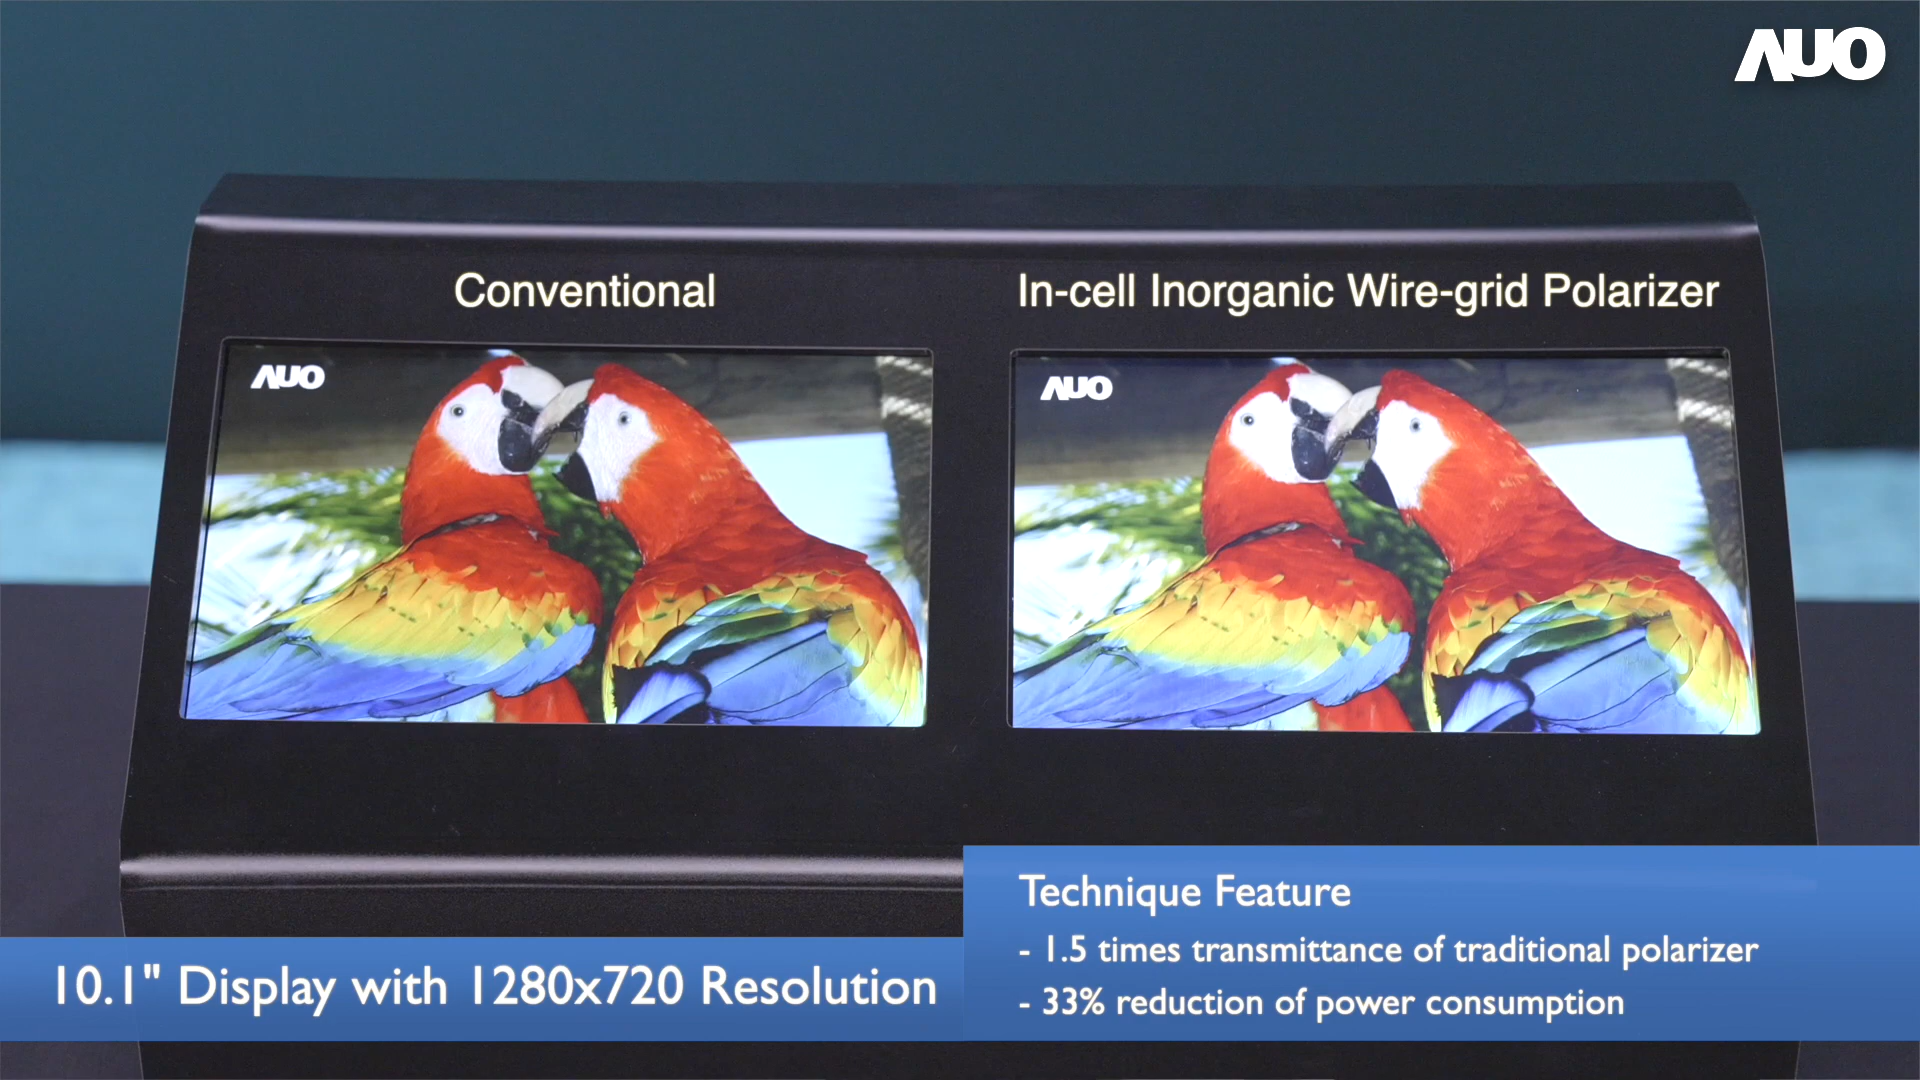 AUO
Conventional
In-cell Inorganic Wire-grid Polarizer
AUO
AUO
10.1" Display with 1280x720 Resolution
Technique Feature
- 1.5 times transmittance of traditional polarizer
- 33% reduction of power consumption